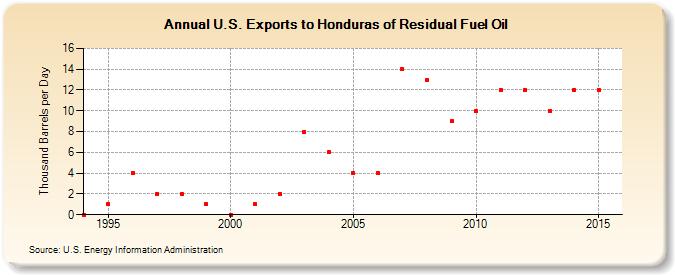 Annual U.S. Exports to Honduras of Residual Fuel Oil
Thousand Barrels per Day
16
14
12
10
8
6
4
2
0
1995 2000 2005 2010 2015
Source: U.S. Energy Information Administration